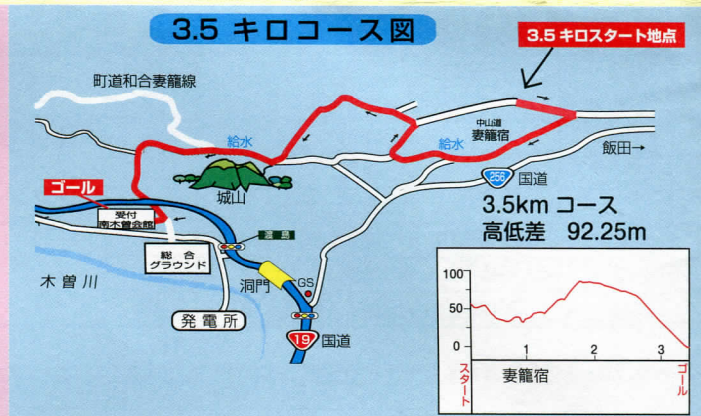 3.5 キロコース図
3.5 キロスタート地点
町道和合妻籠線
給水
中山道
妻籠宿
給水
飯田→
256 国道
城山
ゴール
受付
南木曽会館
渡島
総合
グラウンド
木曽川
洞門
GS
発電所
19 国道
3.5km コース
高低差 92.25m
100
50
0
1
2
3
スタート
妻籠宿
ゴール